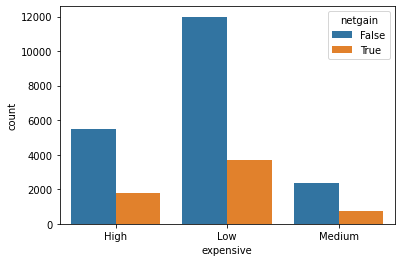 netgain
False
True
12000
10000
8000
6000
4000
2000
0
count
High Low Medium
expensive